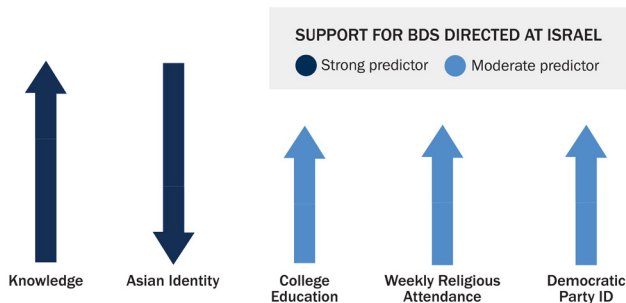 SUPPORT FOR BDS DIRECTED AT ISRAEL
Strong predictor
Moderate predictor
Knowledge
Asian Identity
College
Education
Weekly Religious
Attendance
Democratic
Party ID